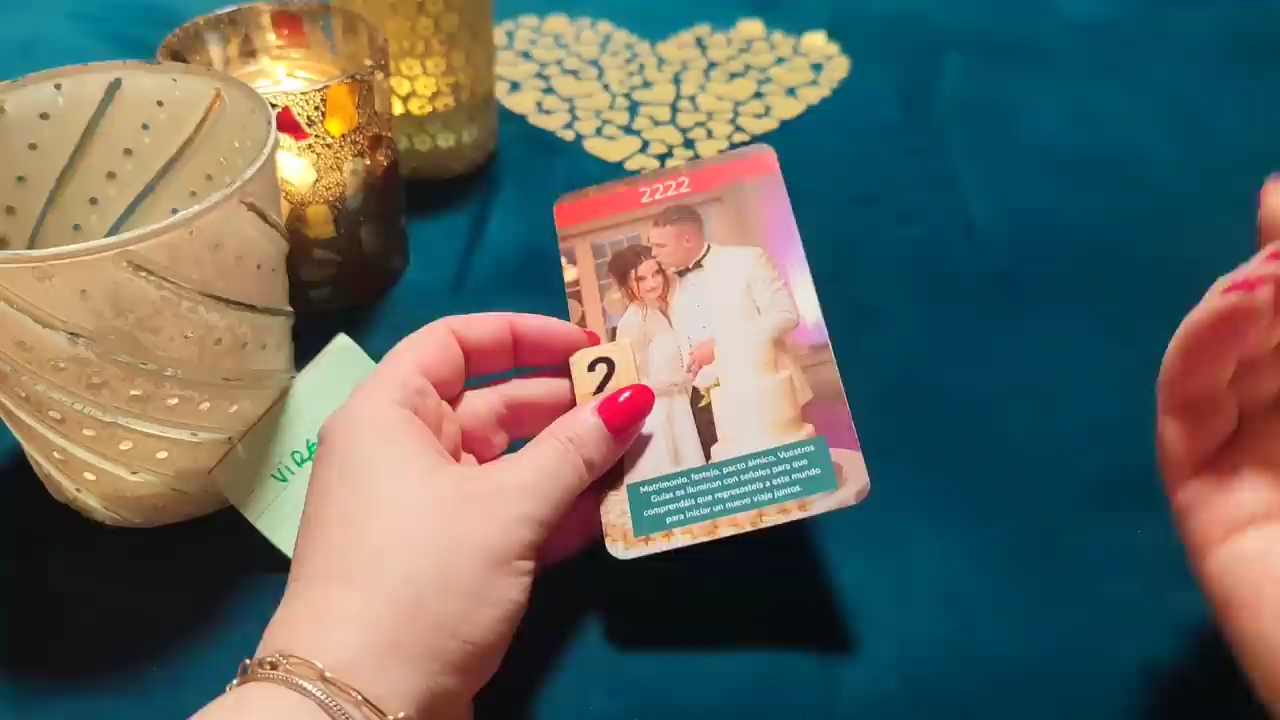 2222
2
Matrimonio, festejo, pacto álmico. Vuestros
Guías os iluminan con señales para que
comprendáis que regresasteis a este mundo
para iniciar un nuevo viaje juntos.